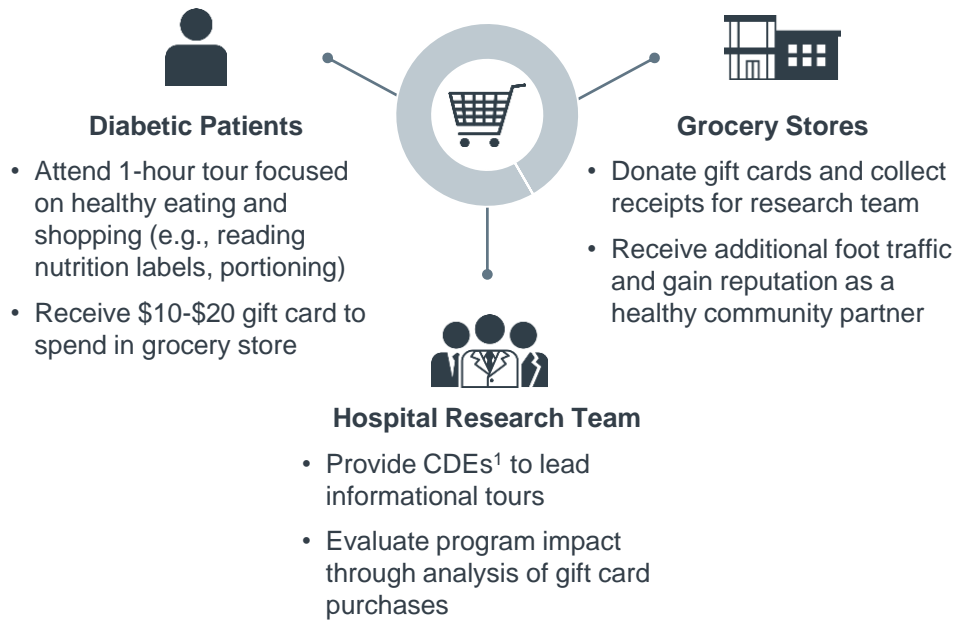 Diabetic Patients
• Attend 1-hour tour focused
on healthy eating and
shopping (e.g., reading
nutrition labels, portioning)
• Receive $10-$20 gift card to
spend in grocery store
Grocery Stores
• Donate gift cards and collect
receipts for research team
• Receive additional foot traffic
and gain reputation as a
healthy community partner
Hospital Research Team
• Provide CDEs¹ to lead
informational tours
• Evaluate program impact
through analysis of gift card
purchases